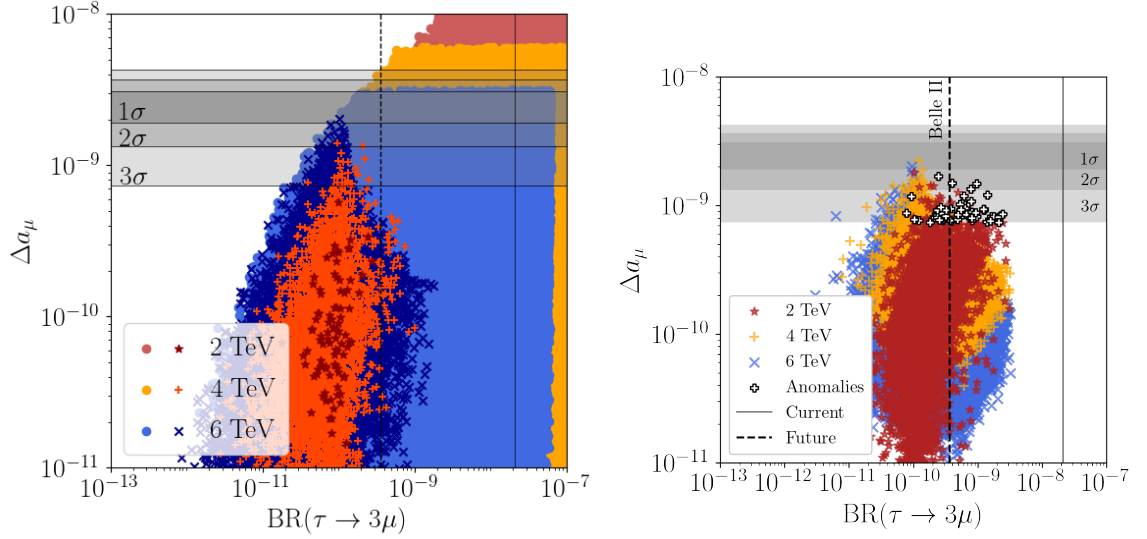 10⁻⁸
10⁻⁹
10⁻¹⁰
10⁻¹¹
Δaμ
1σ
2σ
3σ
2 TeV
4 TeV
6 TeV
10⁻¹³
10⁻¹¹
10⁻⁹
10⁻⁷
BR(τ → 3μ)
10⁻⁸
10⁻⁹
10⁻¹⁰
10⁻¹¹
Δaμ
Belle II
1σ
2σ
3σ
2 TeV
4 TeV
6 TeV
Anomalies
Current
Future
10⁻¹³
10⁻¹²
10⁻¹¹
10⁻¹⁰
10⁻⁹
10⁻⁸
10⁻⁷
BR(τ → 3μ)